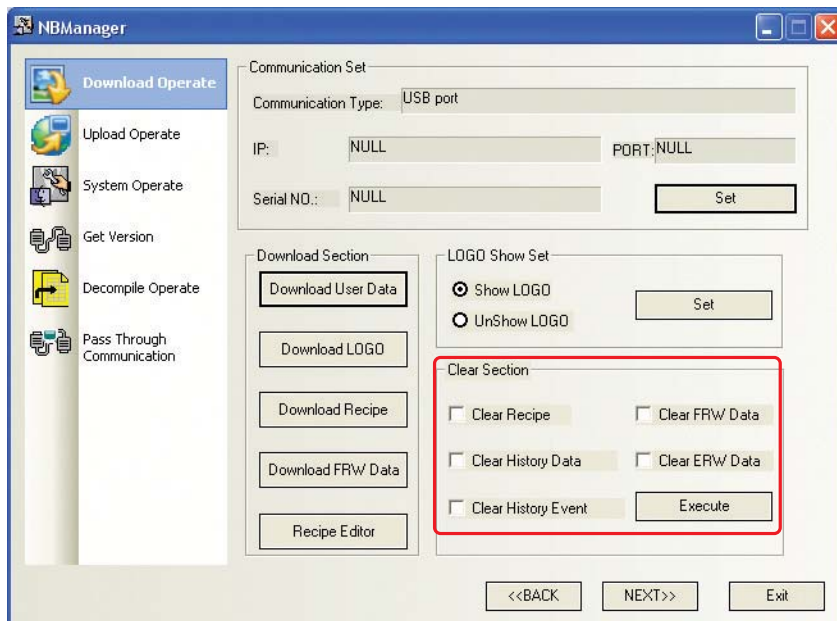 NBManager
Download Operate
Upload Operate
System Operate
Get Version
Decompile Operate
Pass Through
Communication
Communication Set
Communication Type: USB port
IP: NULL PORT: NULL
Serial NO.: NULL Set
Download Section
Download User Data
Download LOGO
Download Recipe
Download FRW Data
Recipe Editor
LOGO Show Set
Show LOGO
UnShow LOGO
Set
Clear Section
Clear Recipe Clear FRW Data
Clear History Data Clear ERW Data
Clear History Event Execute
<<BACK NEXT>> Exit